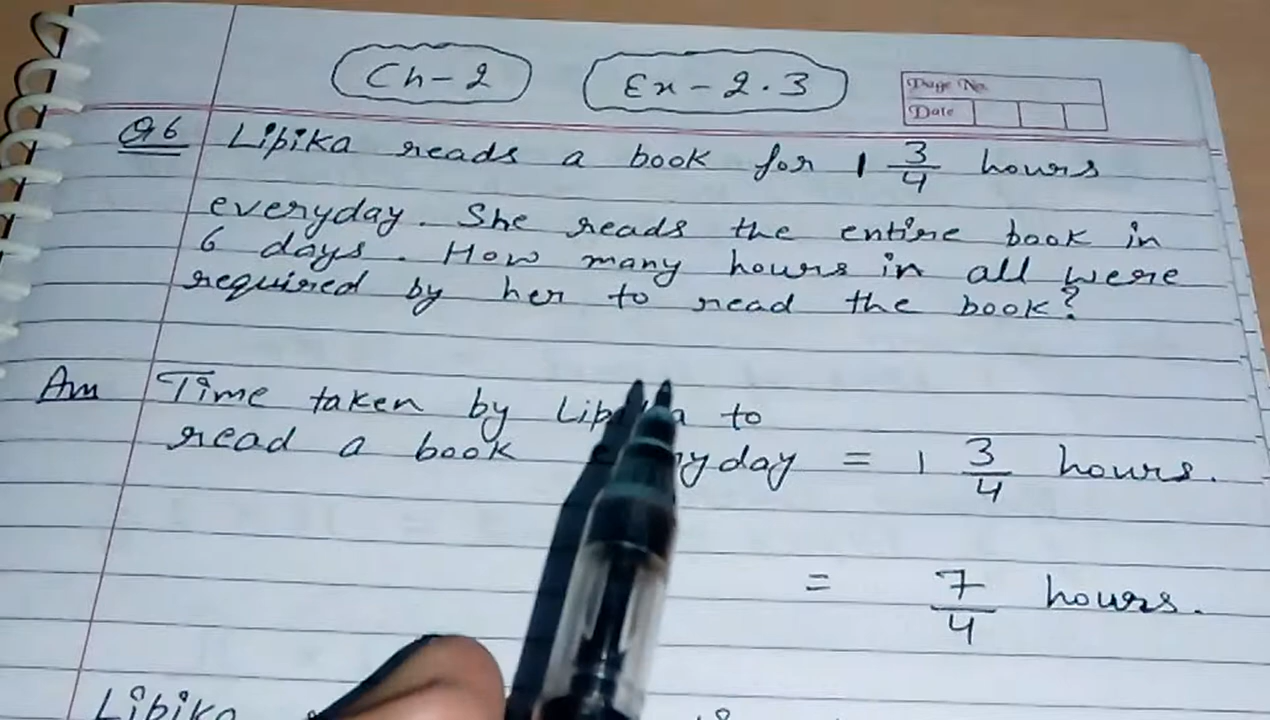 Ch-2 Ex-2.3
Page No.
Date
Q6 Lipika reads a book for 1 3/4 hours
everyday. She reads the entire book in
6 days. How many hours in all were
required by her to read the book?
Ans Time taken by Lipika to
read a book everyday = 1 3/4 hours.
= 7/4 hours.
Lipika